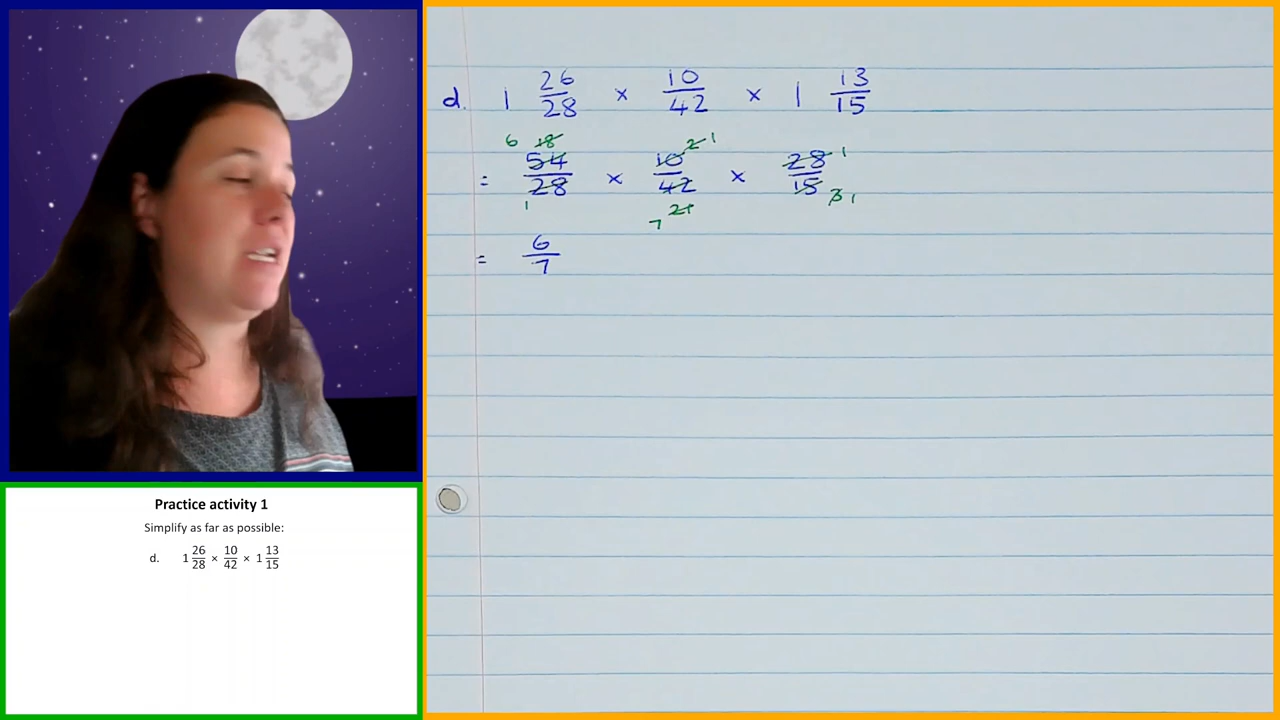 d. 1 26/28 × 10/42 × 1 13/15
6 18 2 1
= 54/28 × 10/42 × 28/15 1
1 7 21 3 1
= 6/7
Practice activity 1
Simplify as far as possible:
d. 1 26/28 × 10/42 × 1 13/15